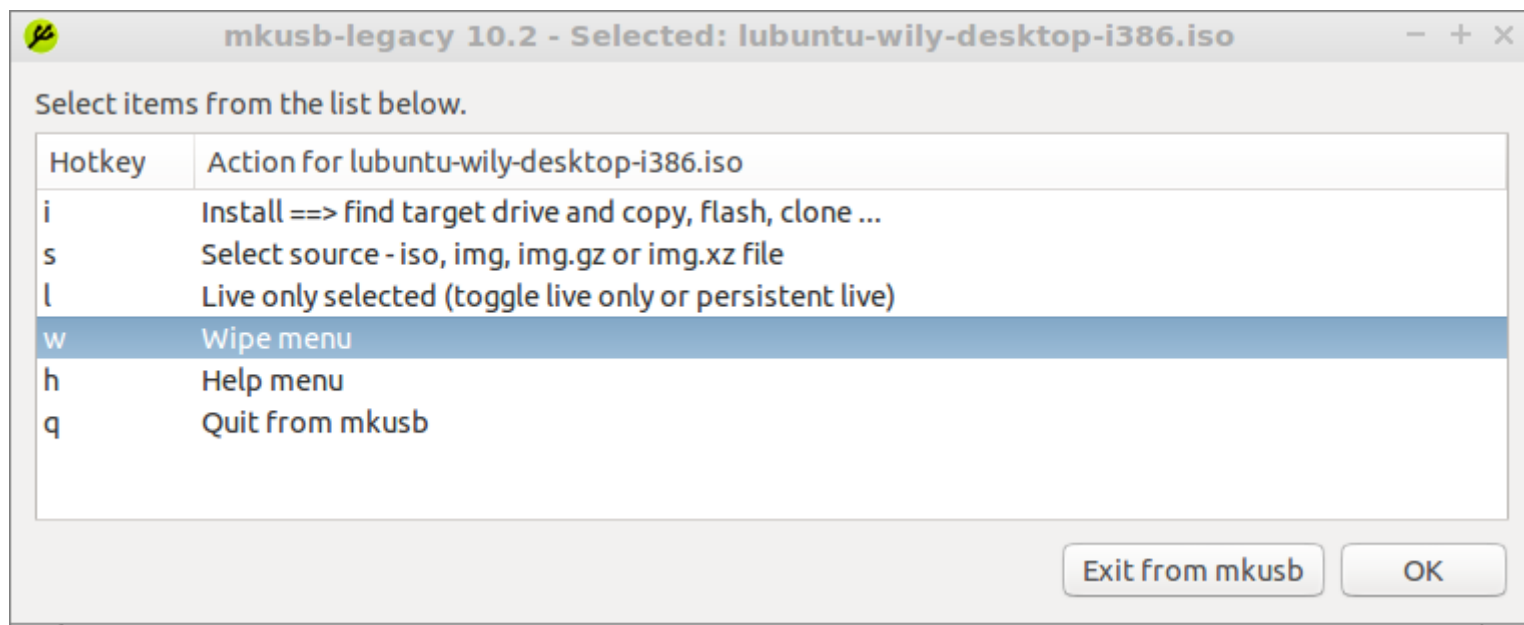 mkusb-legacy 10.2 - Selected: lubuntu-wily-desktop-i386.iso
Select items from the list below.
Hotkey Action for lubuntu-wily-desktop-i386.iso
i Install ==> find target drive and copy, flash, clone ...
s Select source - iso, img, img.gz or img.xz file
l Live only selected (toggle live only or persistent live)
w Wipe menu
h Help menu
q Quit from mkusb
Exit from mkusb OK